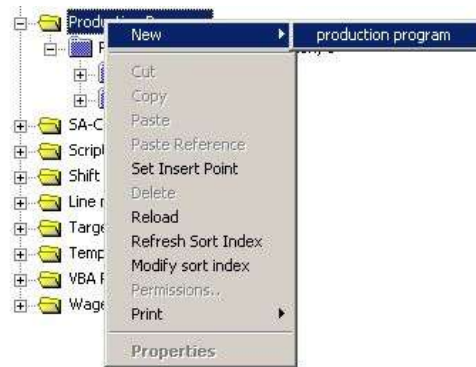 Produ
New
production program
Cut
Copy
Paste
Paste Reference
Set Insert Point
Delete
Reload
Refresh Sort Index
Modify sort index
Permissions..
Print
Properties
SA-C
Script
Shift
Line r
Targe
Temp
VBA F
Wage